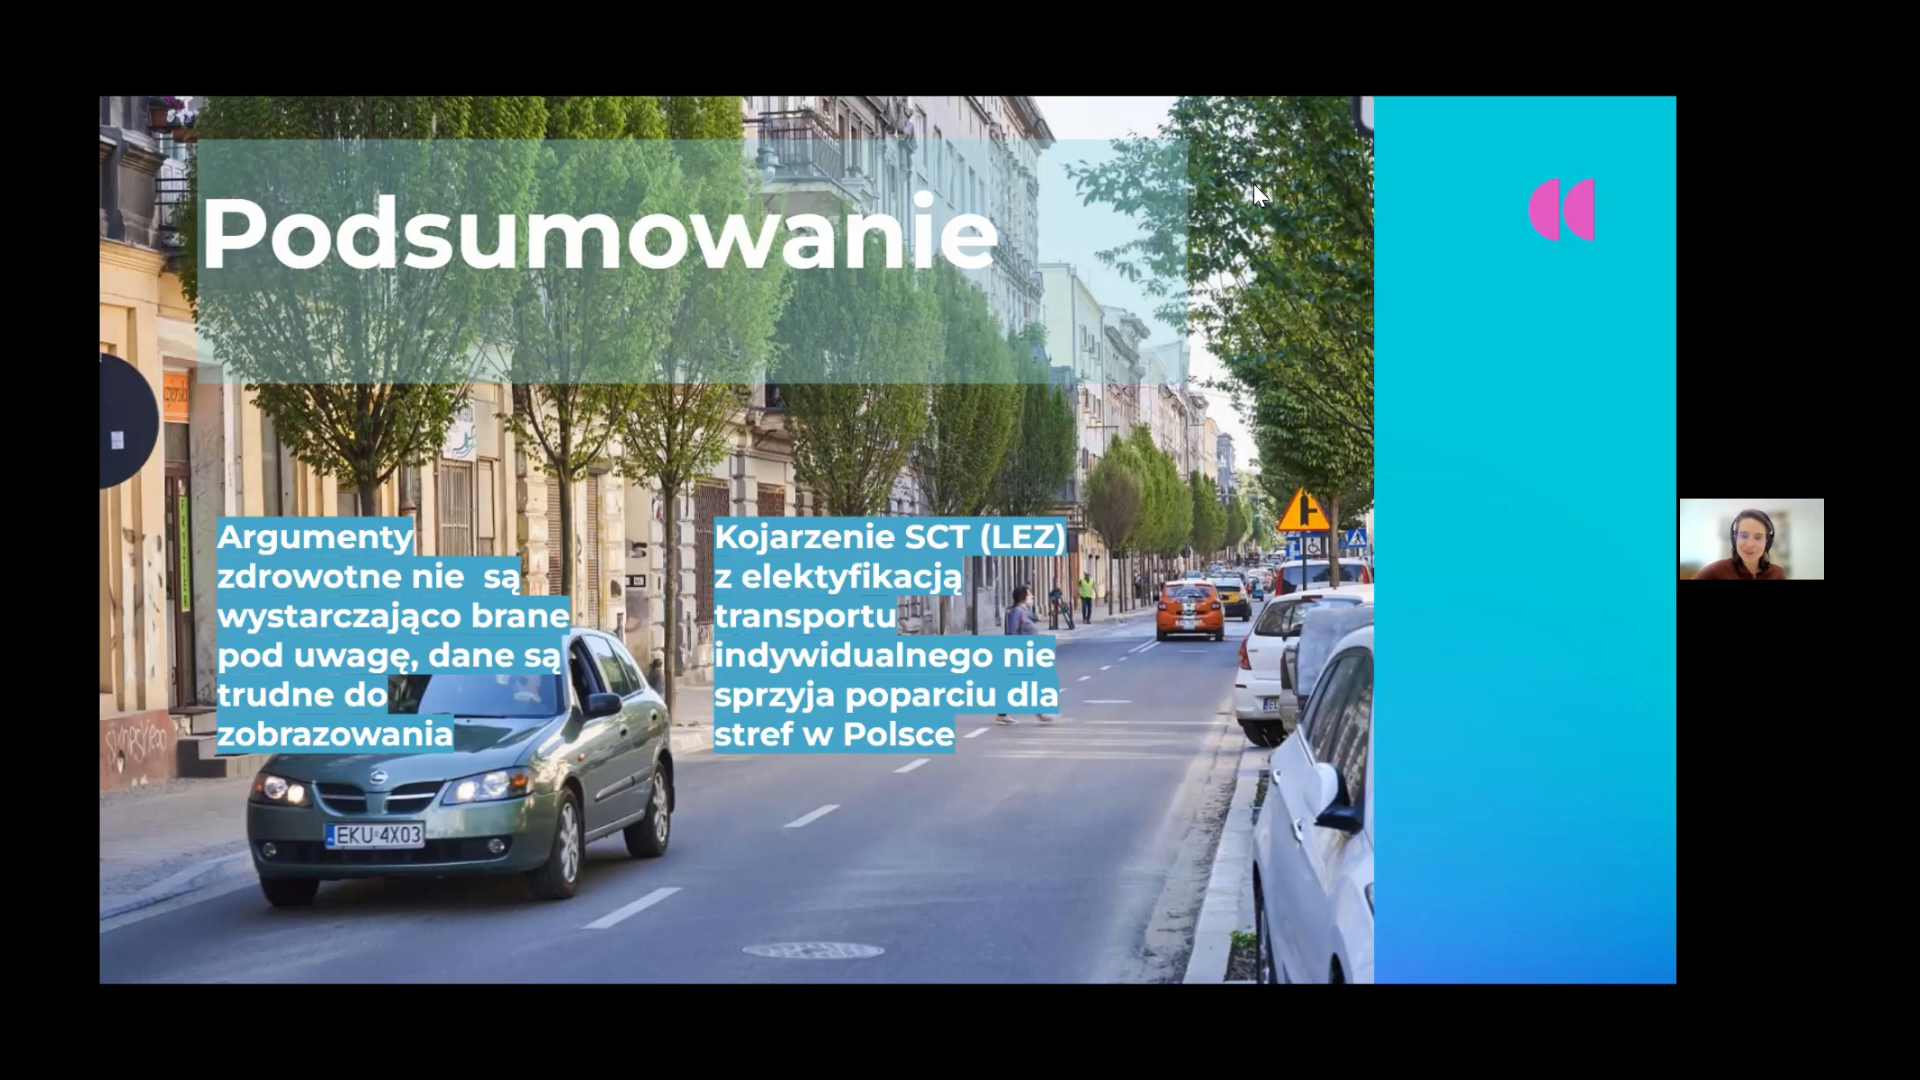 Podsumowanie
Argumenty
zdrowotne nie  są
wystarczająco brane
pod uwagę, dane są
trudne do
zobrazowania
Kojarzenie SCT (LEZ)
z elektyfikacją
transportu
indywidualnego nie
sprzyja poparciu dla
stref w Polsce
EKU 4X03